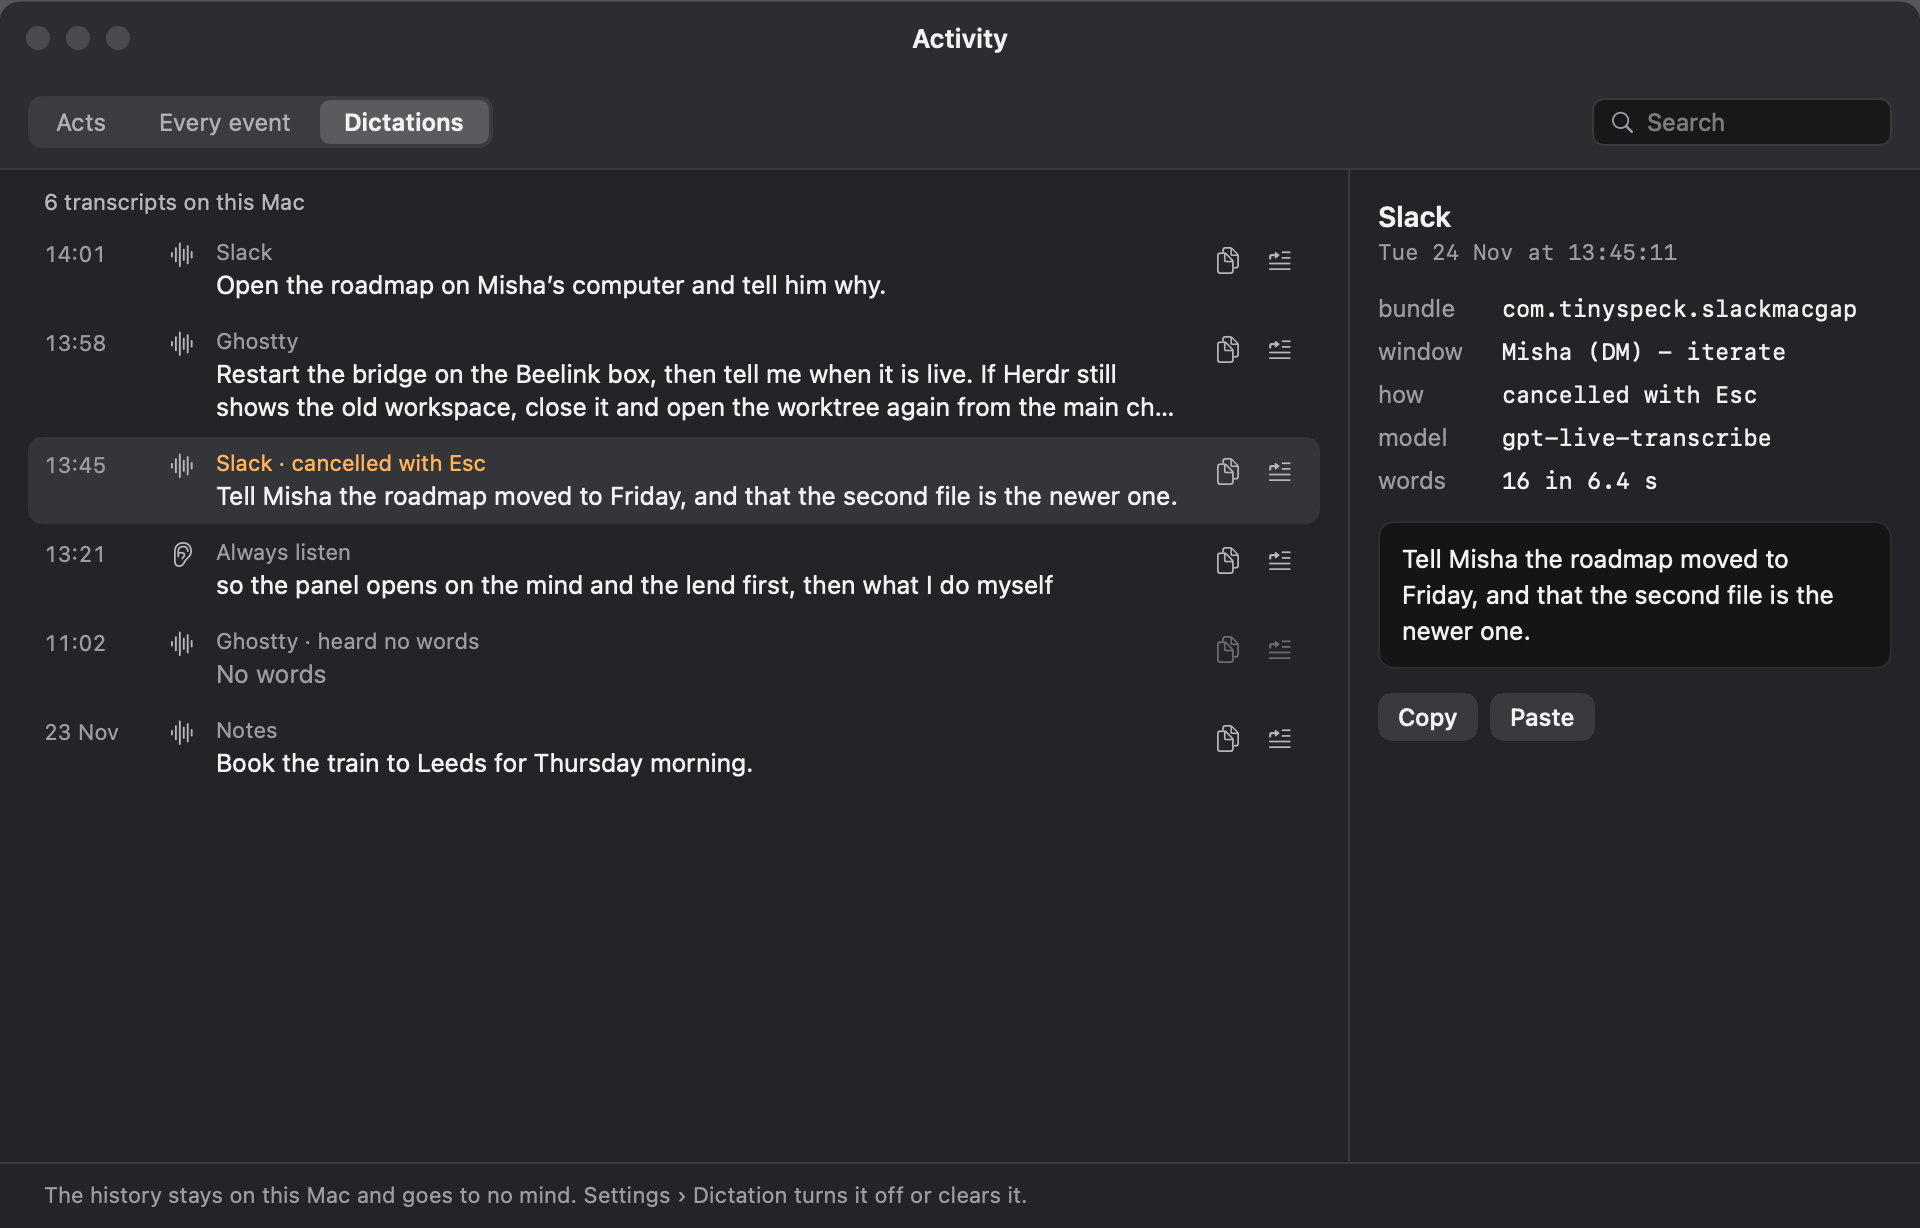 Activity
Acts
Every event
Dictations
Search
6 transcripts on this Mac
14:01
Slack
Open the roadmap on Misha’s computer and tell him why.
13:58
Ghostty
Restart the bridge on the Beelink box, then tell me when it is live. If Herdr still
shows the old workspace, close it and open the worktree again from the main ch…
13:45
Slack · cancelled with Esc
Tell Misha the roadmap moved to Friday, and that the second file is the newer one.
13:21
Always listen
so the panel opens on the mind and the lend first, then what I do myself
11:02
Ghostty · heard no words
No words
23 Nov
Notes
Book the train to Leeds for Thursday morning.
Slack
Tue 24 Nov at 13:45:11
bundle com.tinyspeck.slackmacgap
window Misha (DM) – iterate
how cancelled with Esc
model gpt-live-transcribe
words 16 in 6.4 s
Tell Misha the roadmap moved to
Friday, and that the second file is the
newer one.
Copy
Paste
The history stays on this Mac and goes to no mind. Settings › Dictation turns it off or clears it.